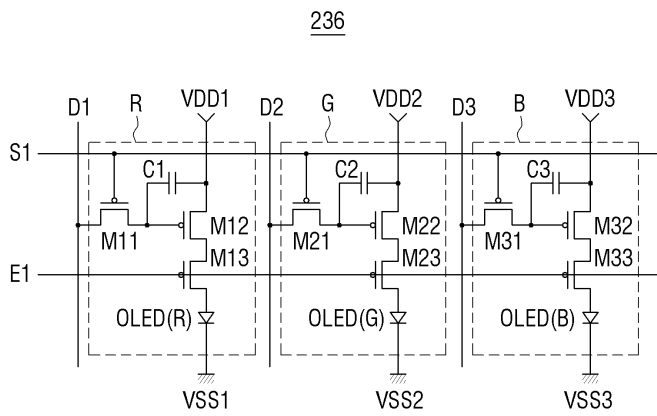 236
D1 R VDD1 D2 G VDD2 D3 B VDD3
S1
C1 C2 C3
M12 M22 M32
M11 M21 M31
M13 M23 M33
E1
OLED(R) OLED(G) OLED(B)
VSS1 VSS2 VSS3